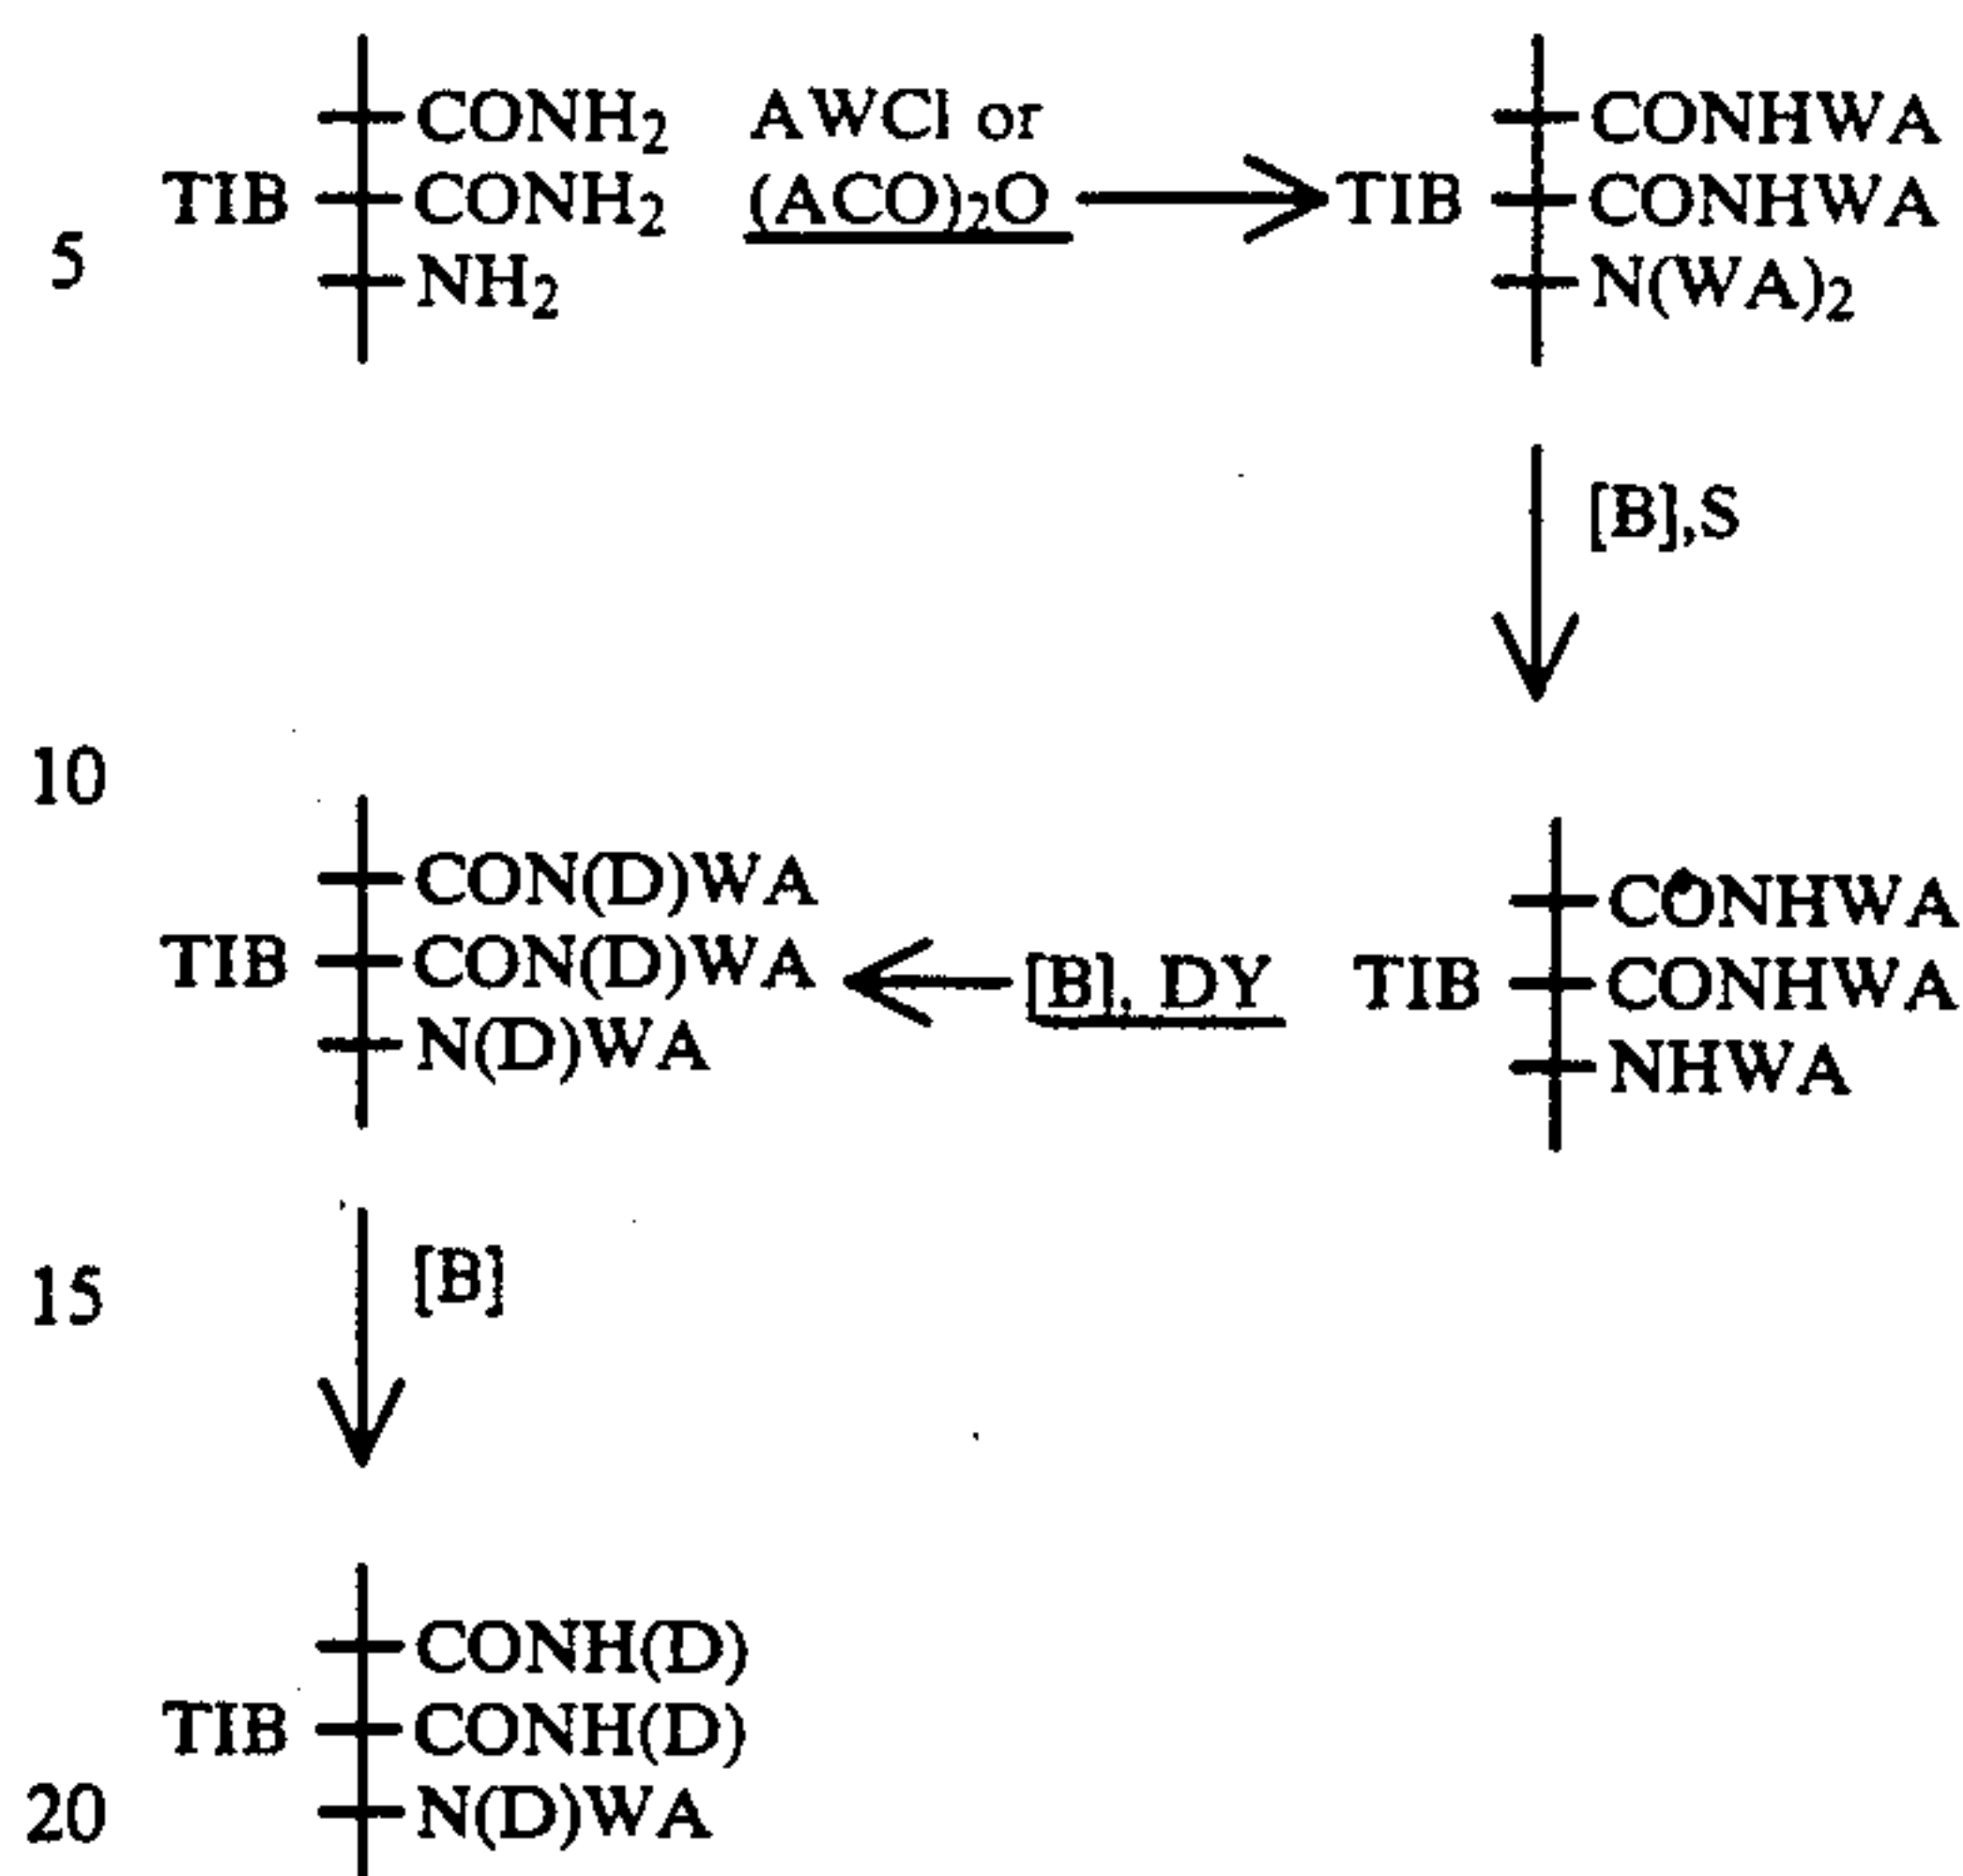 CONH2 AWCl or CONHWA
TIB CONH2 (ACO)2O TIB CONHWA
5 NH2 N(WA)2
[B],S
10
CON(D)WA CONHWA
TIB CON(D)WA [B], DY TIB CONHWA
N(D)WA NHWA
15 [B]
CONH(D)
TIB CONH(D)
20 N(D)WA